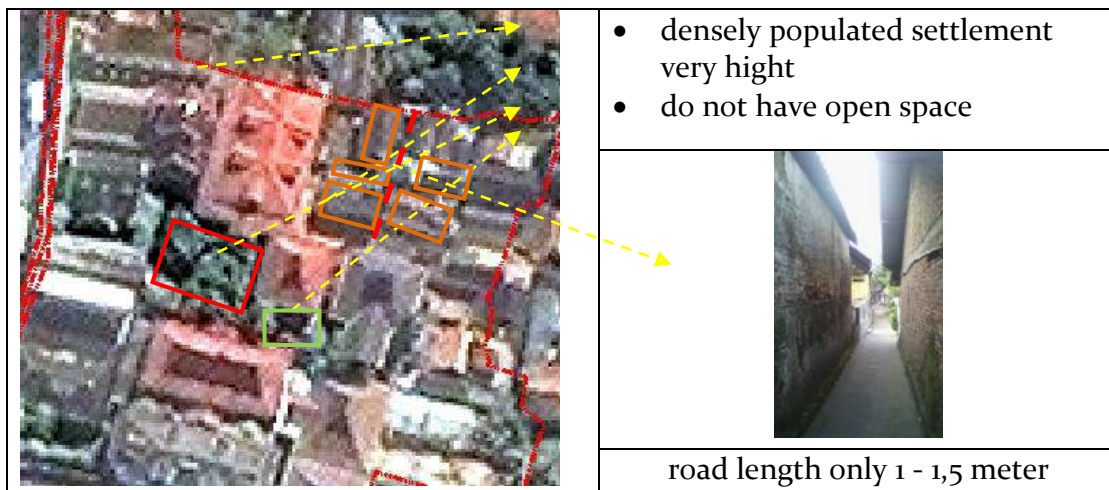 • densely populated settlement
very hight
• do not have open space
road length only 1 - 1,5 meter